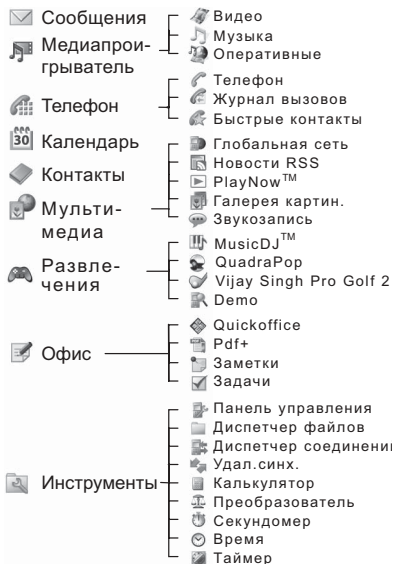 Сообщения
Медиапрои-
грыватель
Видео
Музыка
Оперативные
Телефон
Телефон
Журнал вызовов
Быстрые контакты
Календарь
30
Контакты
Мульти-
медиа
Глобальная сеть
Новости RSS
PlayNow™
Галерея картин.
Звукозапись
Развле-
чения
MusicDJ™
QuadraPop
Vijay Singh Pro Golf 2
Demo
Офис
Quickoffice
Pdf+
Заметки
Задачи
Инструменты
Панель управления
Диспетчер файлов
Диспетчер соединени
Удал.синх.
Калькулятор
Преобразователь
Секундомер
Время
Таймер